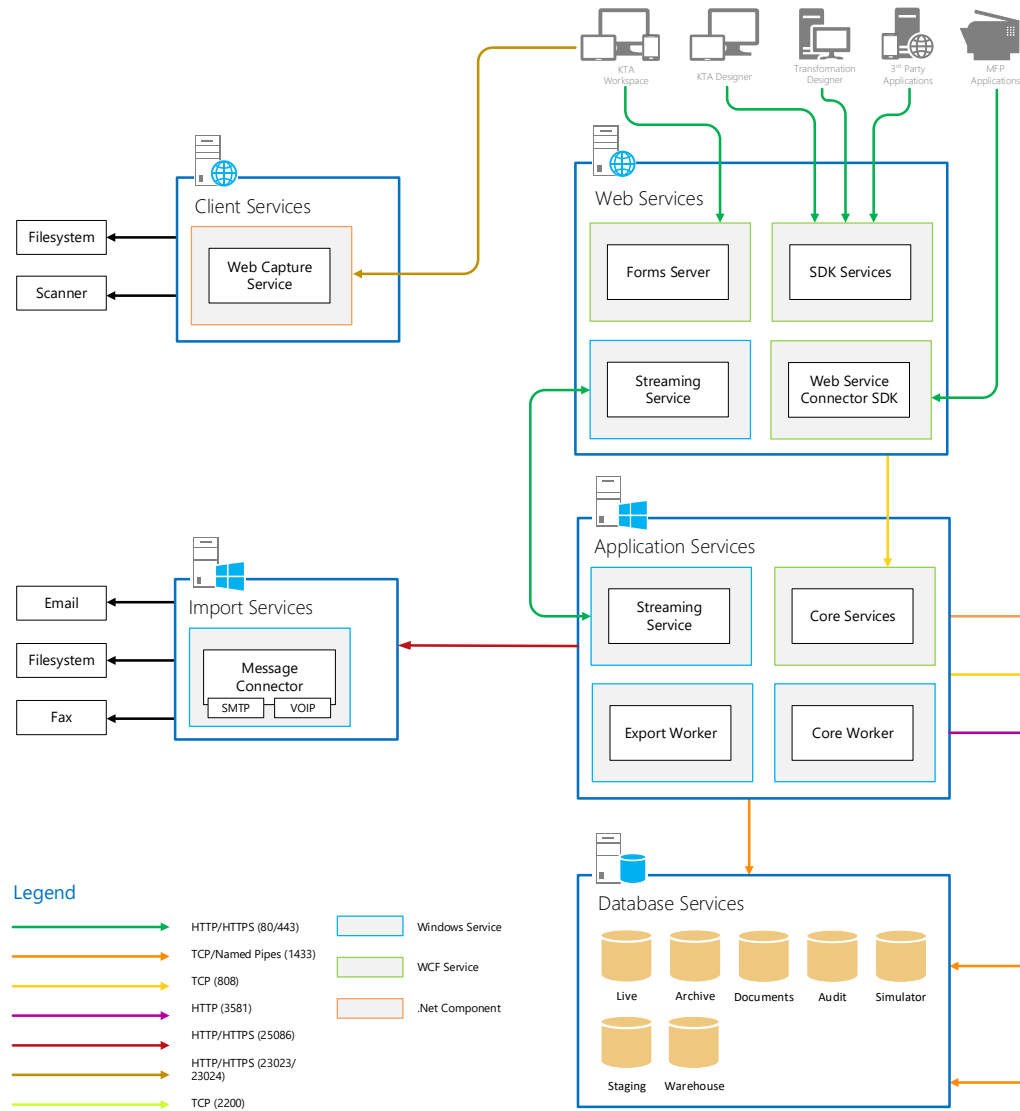 KTA
Workspace
KTA Designer
Transformation
Designer
3rd Party
Applications
MFP
Applications
Client Services
Web Capture
Service
Filesystem
Scanner
Web Services
Forms Server
SDK Services
Streaming
Service
Web Service
Connector SDK
Application Services
Streaming
Service
Core Services
Export Worker
Core Worker
Import Services
Message
Connector
SMTP
VOIP
Email
Filesystem
Fax
Database Services
Live
Archive
Documents
Audit
Simulator
Staging
Warehouse
Legend
HTTP/HTTPS (80/443)
TCP/Named Pipes (1433)
TCP (808)
HTTP (3581)
HTTP/HTTPS (25086)
HTTP/HTTPS (23023/
23024)
TCP (2200)
Windows Service
WCF Service
.Net Component